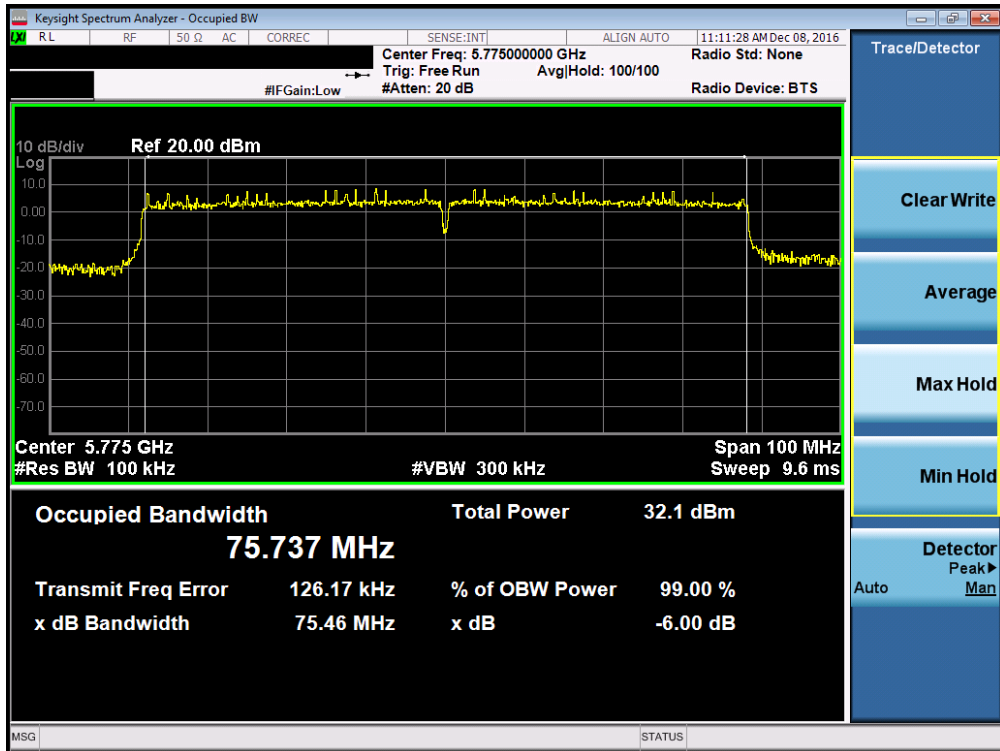 Keysight Spectrum Analyzer - Occupied BW
LXI RL RF 50 Ω AC CORREC SENSE:INT ALIGN AUTO 11:11:28 AM Dec 08, 2016
Center Freq: 5.775000000 GHz Radio Std: None
Trig: Free Run Avg|Hold: 100/100
#IFGain:Low #Atten: 20 dB Radio Device: BTS
10 dB/div Ref 20.00 dBm
Log
10.0
0.00
-10.0
-20.0
-30.0
-40.0
-50.0
-60.0
-70.0
Center 5.775 GHz Span 100 MHz
#Res BW 100 kHz #VBW 300 kHz Sweep 9.6 ms
Occupied Bandwidth Total Power 32.1 dBm
75.737 MHz
Transmit Freq Error 126.17 kHz % of OBW Power 99.00 %
x dB Bandwidth 75.46 MHz x dB -6.00 dB
Trace/Detector
Clear Write
Average
Max Hold
Min Hold
Detector
Peak▶
Auto Man
MSG STATUS